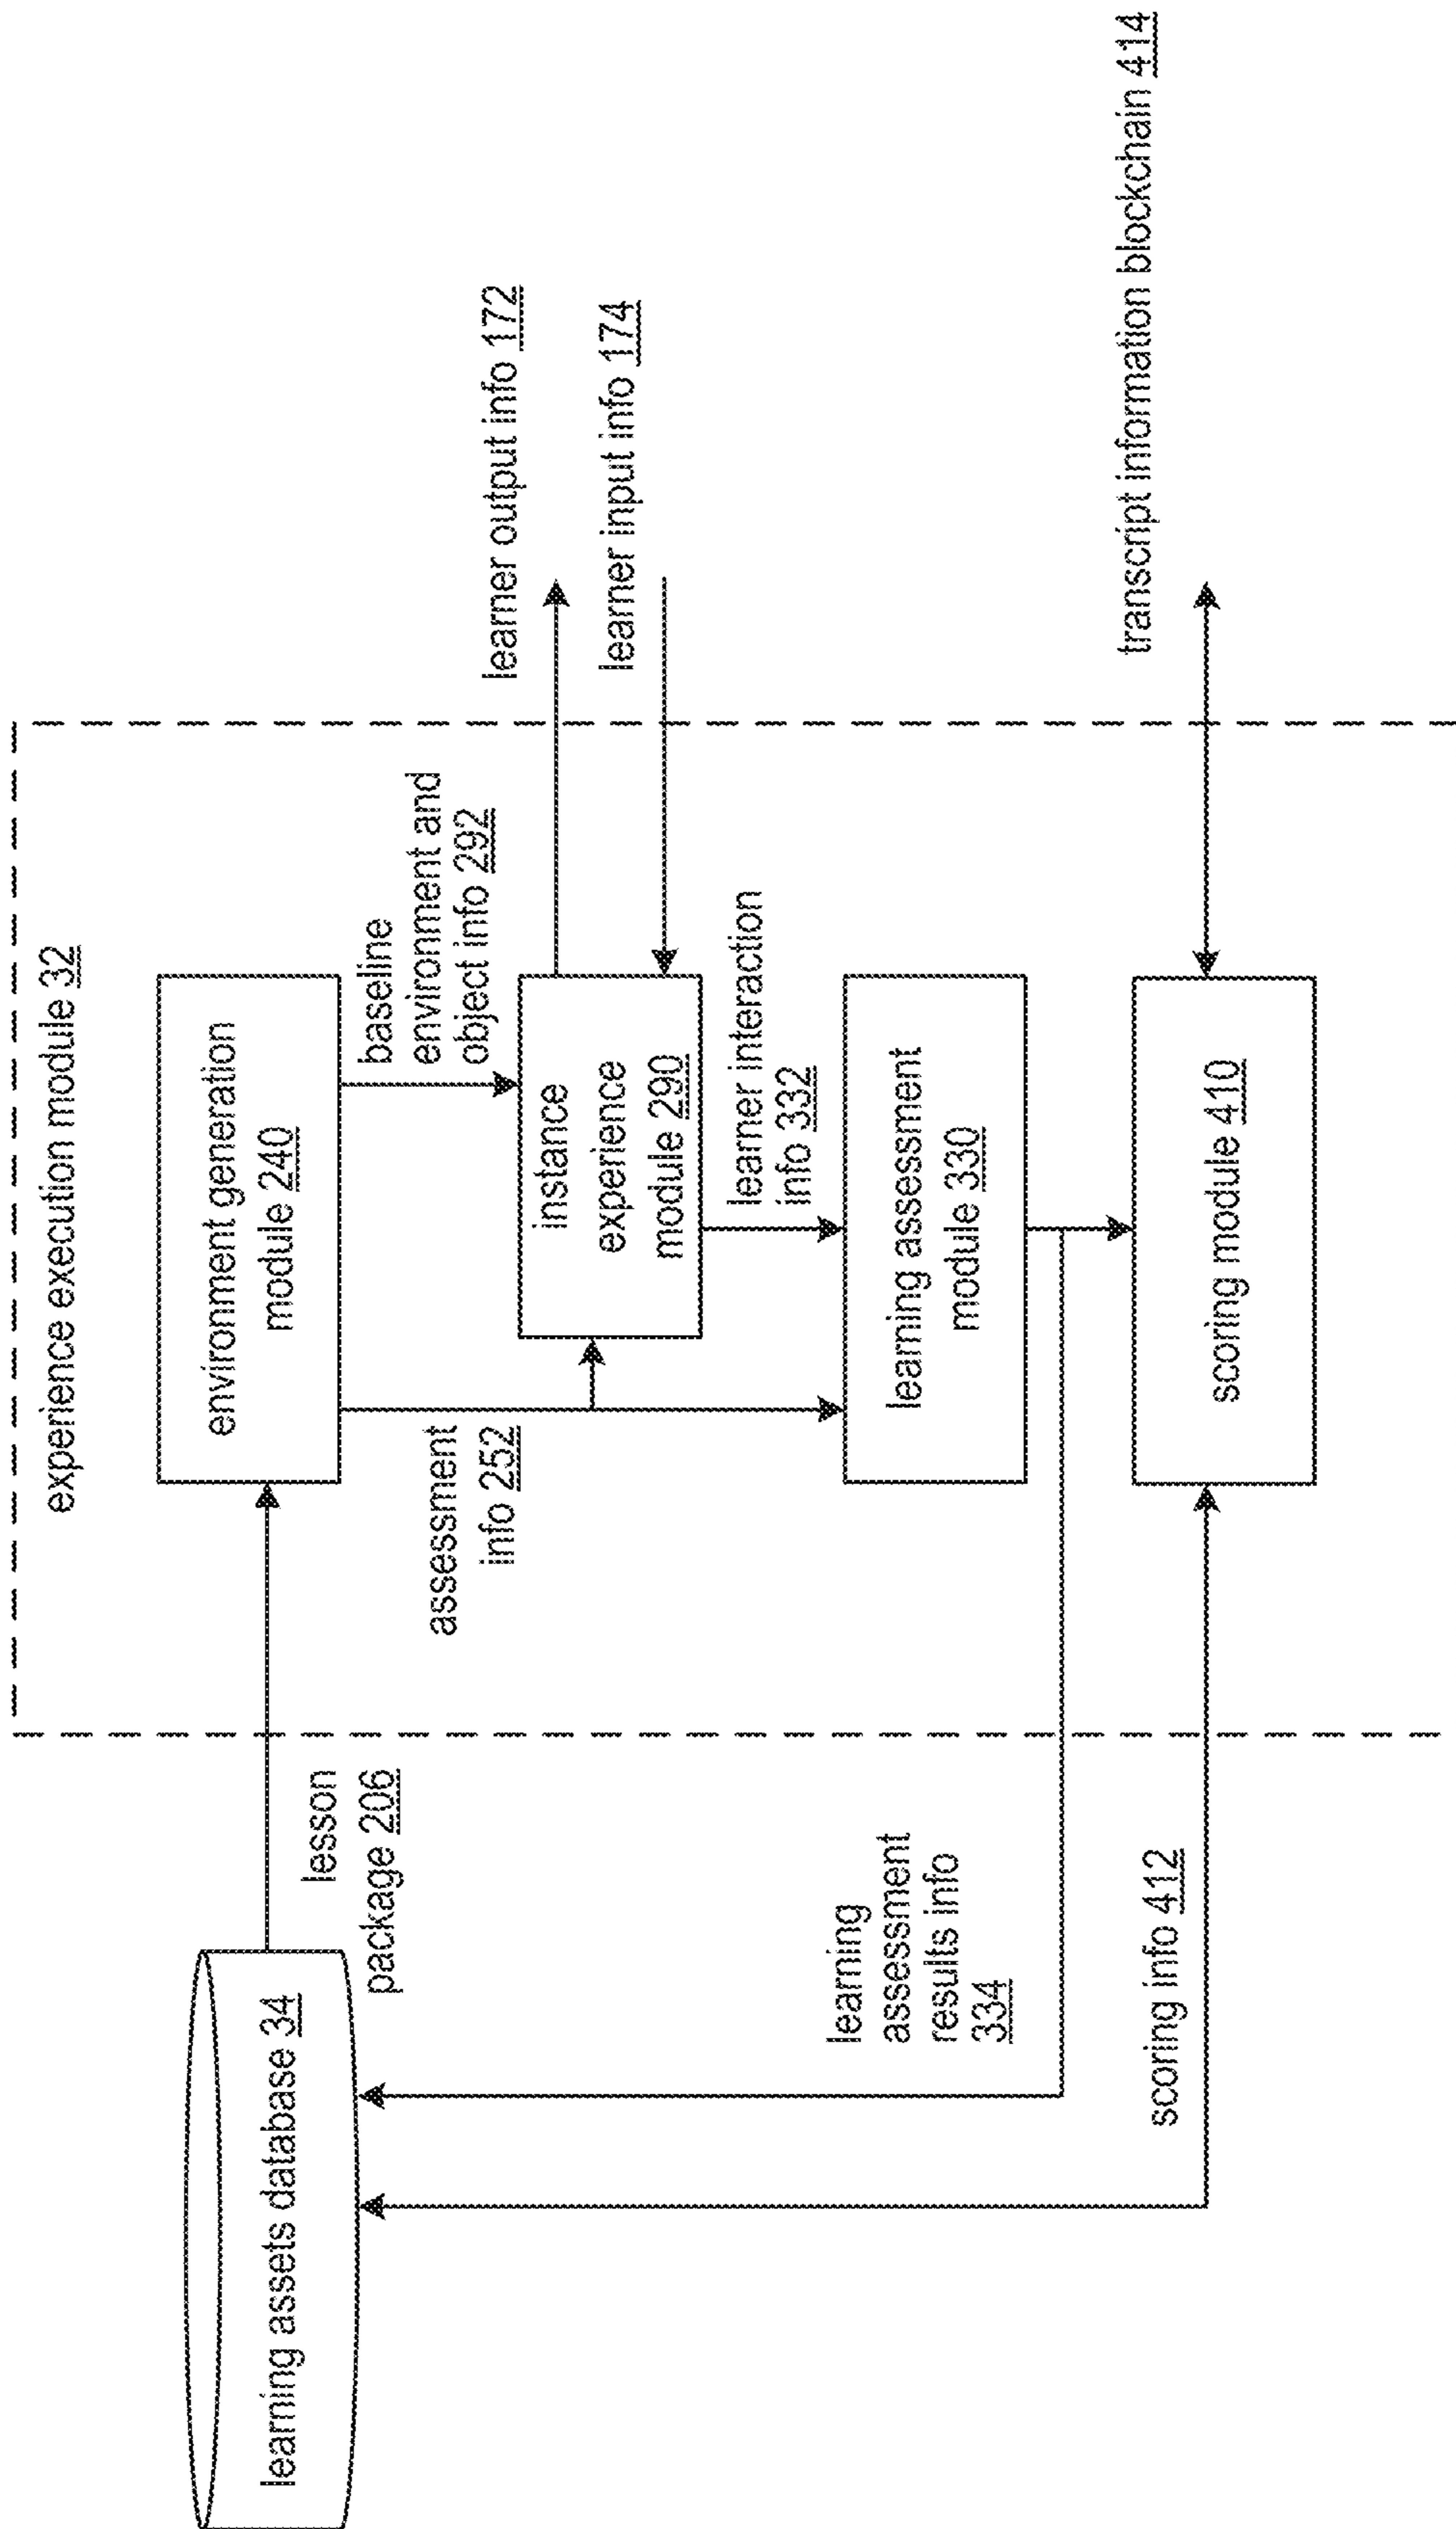 experience execution module 32
learning assets database 34
lesson
package 206
environment generation
module 240
assessment
info 252
baseline
environment and
object info 292
instance
experience
module 290
learner output info 172
learner input info 174
learner interaction
info 332
learning assessment
module 330
learning
assessment
results info
334
scoring info 412
scoring module 410
transcript information blockchain 414